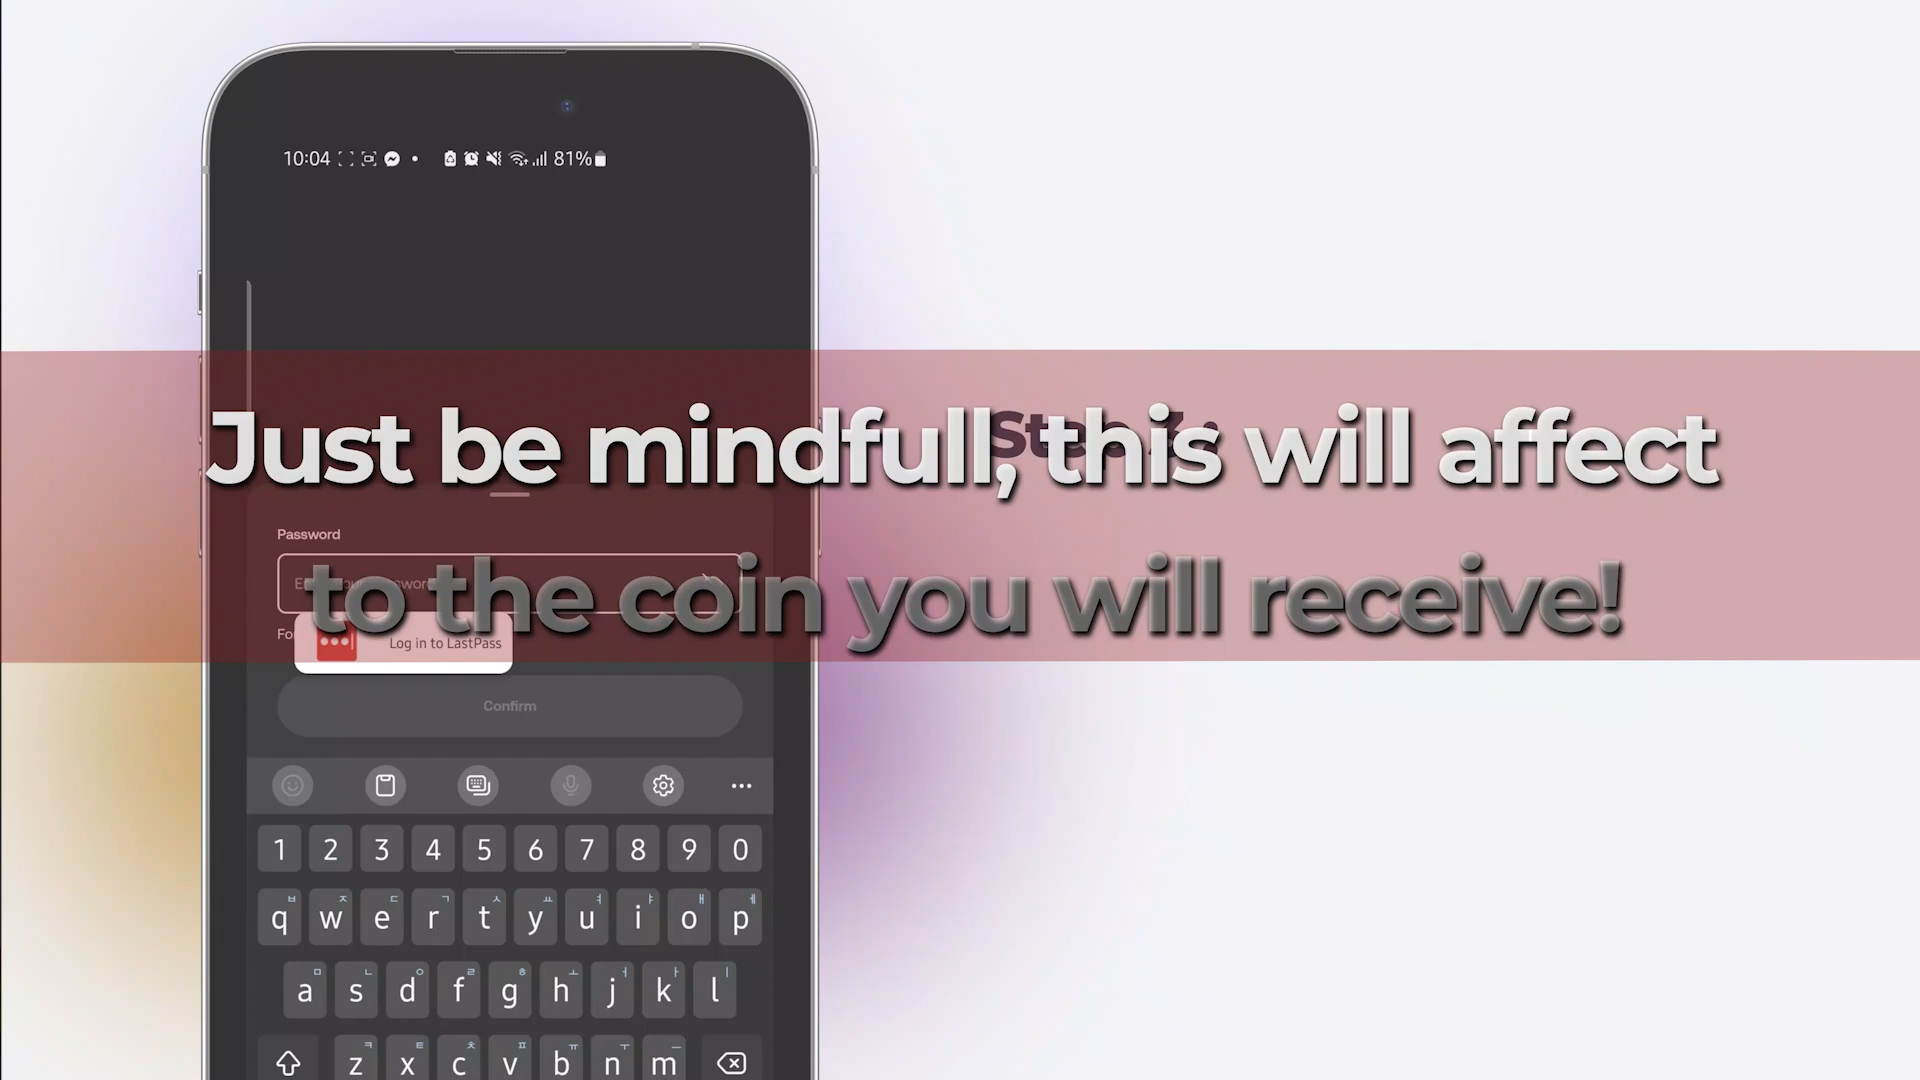 10:04
81%
Just be mindfull, this will affect
Password
to the coin you will receive!
Log in to LastPass
Confirm
1 2 3 4 5 6 7 8 9 0
q w e r t y u i o p
ㅂ ㅈ ㄷ ㄱ ㅅ ㅛ ㅕ ㅑ ㅐ ㅔ
a s d f g h j k l
ㅁ ㄴ ㅇ ㄹ ㅎ ㅗ ㅓ ㅏ ㅣ
z x c v b n m
ㅋ ㅌ ㅊ ㅍ ㅠ ㅜ ㅡ